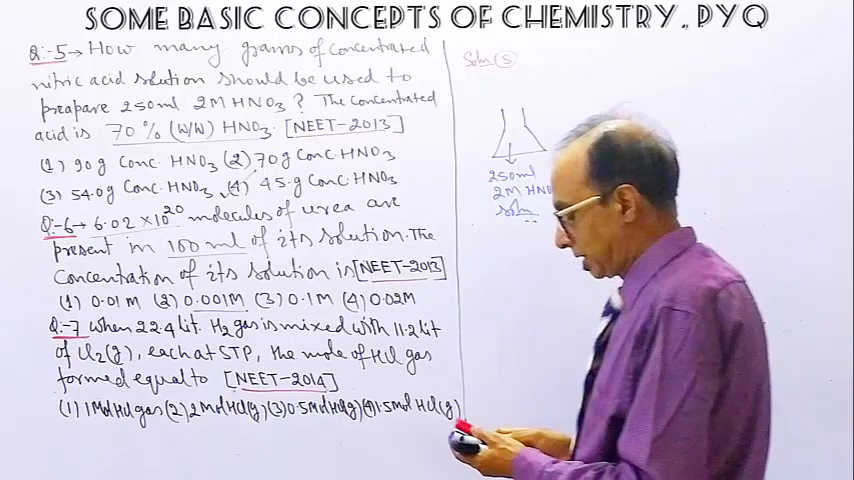 SOME BASIC CONCEPTS OF CHEMISTRY, PYQ
Q:-5→ How many grams of concentrated
nitric acid solution should be used to
preapare 250ml 2M HNO3? The concentrated
acid is 70% (W/W) HNO3. [NEET-2013]
(1) 90g Conc. HNO3 (2) 70g Conc. HNO3
(3) 54.0g Conc. HNO3 (4) 45.g Conc. HNO3
Q:-6→ 6.02 × 10^20 molecules of urea are
present in 100 ml of its solution. The
Concentration of its solution is [NEET-2013]
(1) 0.01M (2) 0.001M (3) 0.1M (4) 0.02M
Q:-7 when 22.4 lit. H2 gas is mixed with 11.2 lit
of Cl2(g), each at STP, the mole of HCl gas
formed equal to [NEET-2014]
(1) 1 Mol HCl gas (2) 2 Mol HCl(g) (3) 0.5 Mol HCl(g) (4) 1.5 Mol HCl(g)
Soln (5)
250ml
2M HNO
soln